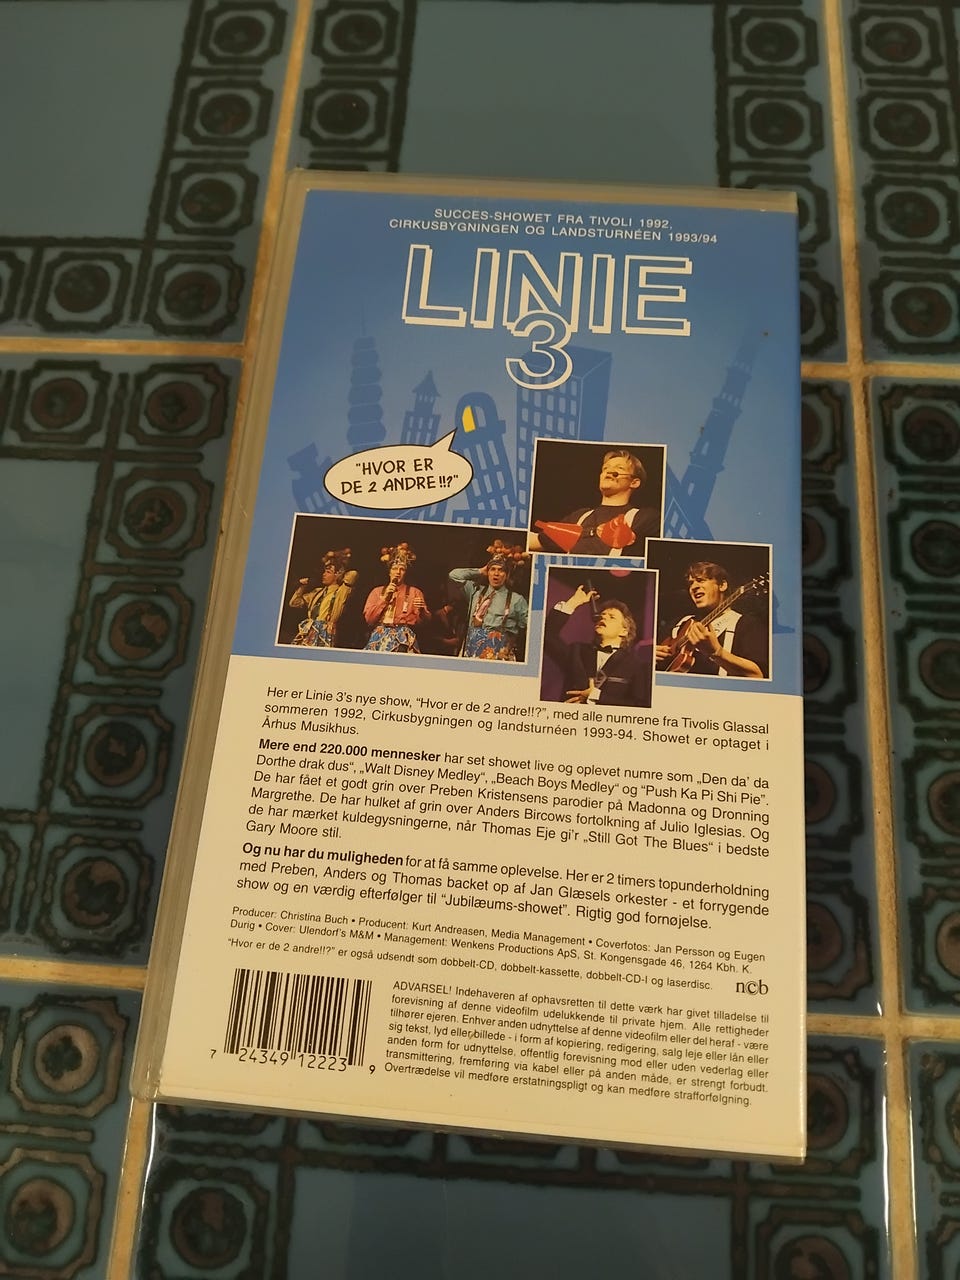 SUCCES-SHOWET FRA TIVOLI 1992,
CIRKUSBYGNINGEN OG LANDSTURNÉEN 1993/94
LINIE
3
"HVOR ER
DE 2 ANDRE!!?"
Her er Linie 3's nye show, "Hvor er de 2 andre!!?", med alle numrene fra Tivolis Glassal
sommeren 1992, Cirkusbygningen og landsturnéen 1993-94. Showet er optaget i
Århus Musikhus.
Mere end 220.000 mennesker har set showet live og oplevet numre som „Den da' da
Dorthe drak dus“, „Walt Disney Medley“, „Beach Boys Medley“ og "Push Ka Pi Shi Pie".
De har fået et godt grin over Preben Kristensens parodier på Madonna og Dronning
Margrethe. De har hulket af grin over Anders Bircows fortolkning af Julio Iglesias. Og
de har mærket kuldegysningerne, når Thomas Eje gi'r „Still Got The Blues“ i bedste
Gary Moore stil.
Og nu har du muligheden for at få samme oplevelse. Her er 2 timers topunderholdning
med Preben, Anders og Thomas backet op af Jan Glæsels orkester - et forrygende
show og en værdig efterfølger til "Jubilæums-showet". Rigtig god fornøjelse.
Producer: Christina Buch • Producent: Kurt Andreasen, Media Management • Coverfotos: Jan Persson og Eugen
Durig • Cover: Ulendorf's M&M • Management: Wenkens Productions ApS, St. Kongensgade 46, 1264 Kbh. K.
"Hvor er de 2 andre!!?" er også udsendt som dobbelt-CD, dobbelt-kassette, dobbelt-CD-I og laserdisc.
ncb
ADVARSEL! Indehaveren af ophavsretten til dette værk har givet tilladelse til
forevisning af denne videofilm udelukkende til private hjem. Alle rettigheder
tilhører ejeren. Enhver anden udnyttelse af denne videofilm eller del heraf - være
sig tekst, lyd eller billede - i form af kopiering, redigering, salg leje eller lån eller
anden form for udnyttelse, offentlig forevisning mod eller uden vederlag eller
transmittering, fremføring via kabel eller på anden måde, er strengt forbudt.
Overtrædelse vil medføre erstatningspligt og kan medføre strafforfølgning.
7 24349 12223 9